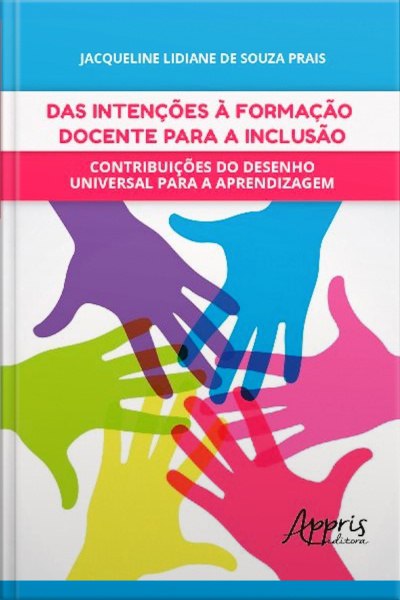 JACQUELINE LIDIANE DE SOUZA PRAIS
DAS INTENÇÕES À FORMAÇÃO
DOCENTE PARA A INCLUSÃO
CONTRIBUIÇÕES DO DESENHO
UNIVERSAL PARA A APRENDIZAGEM
Appris
editora